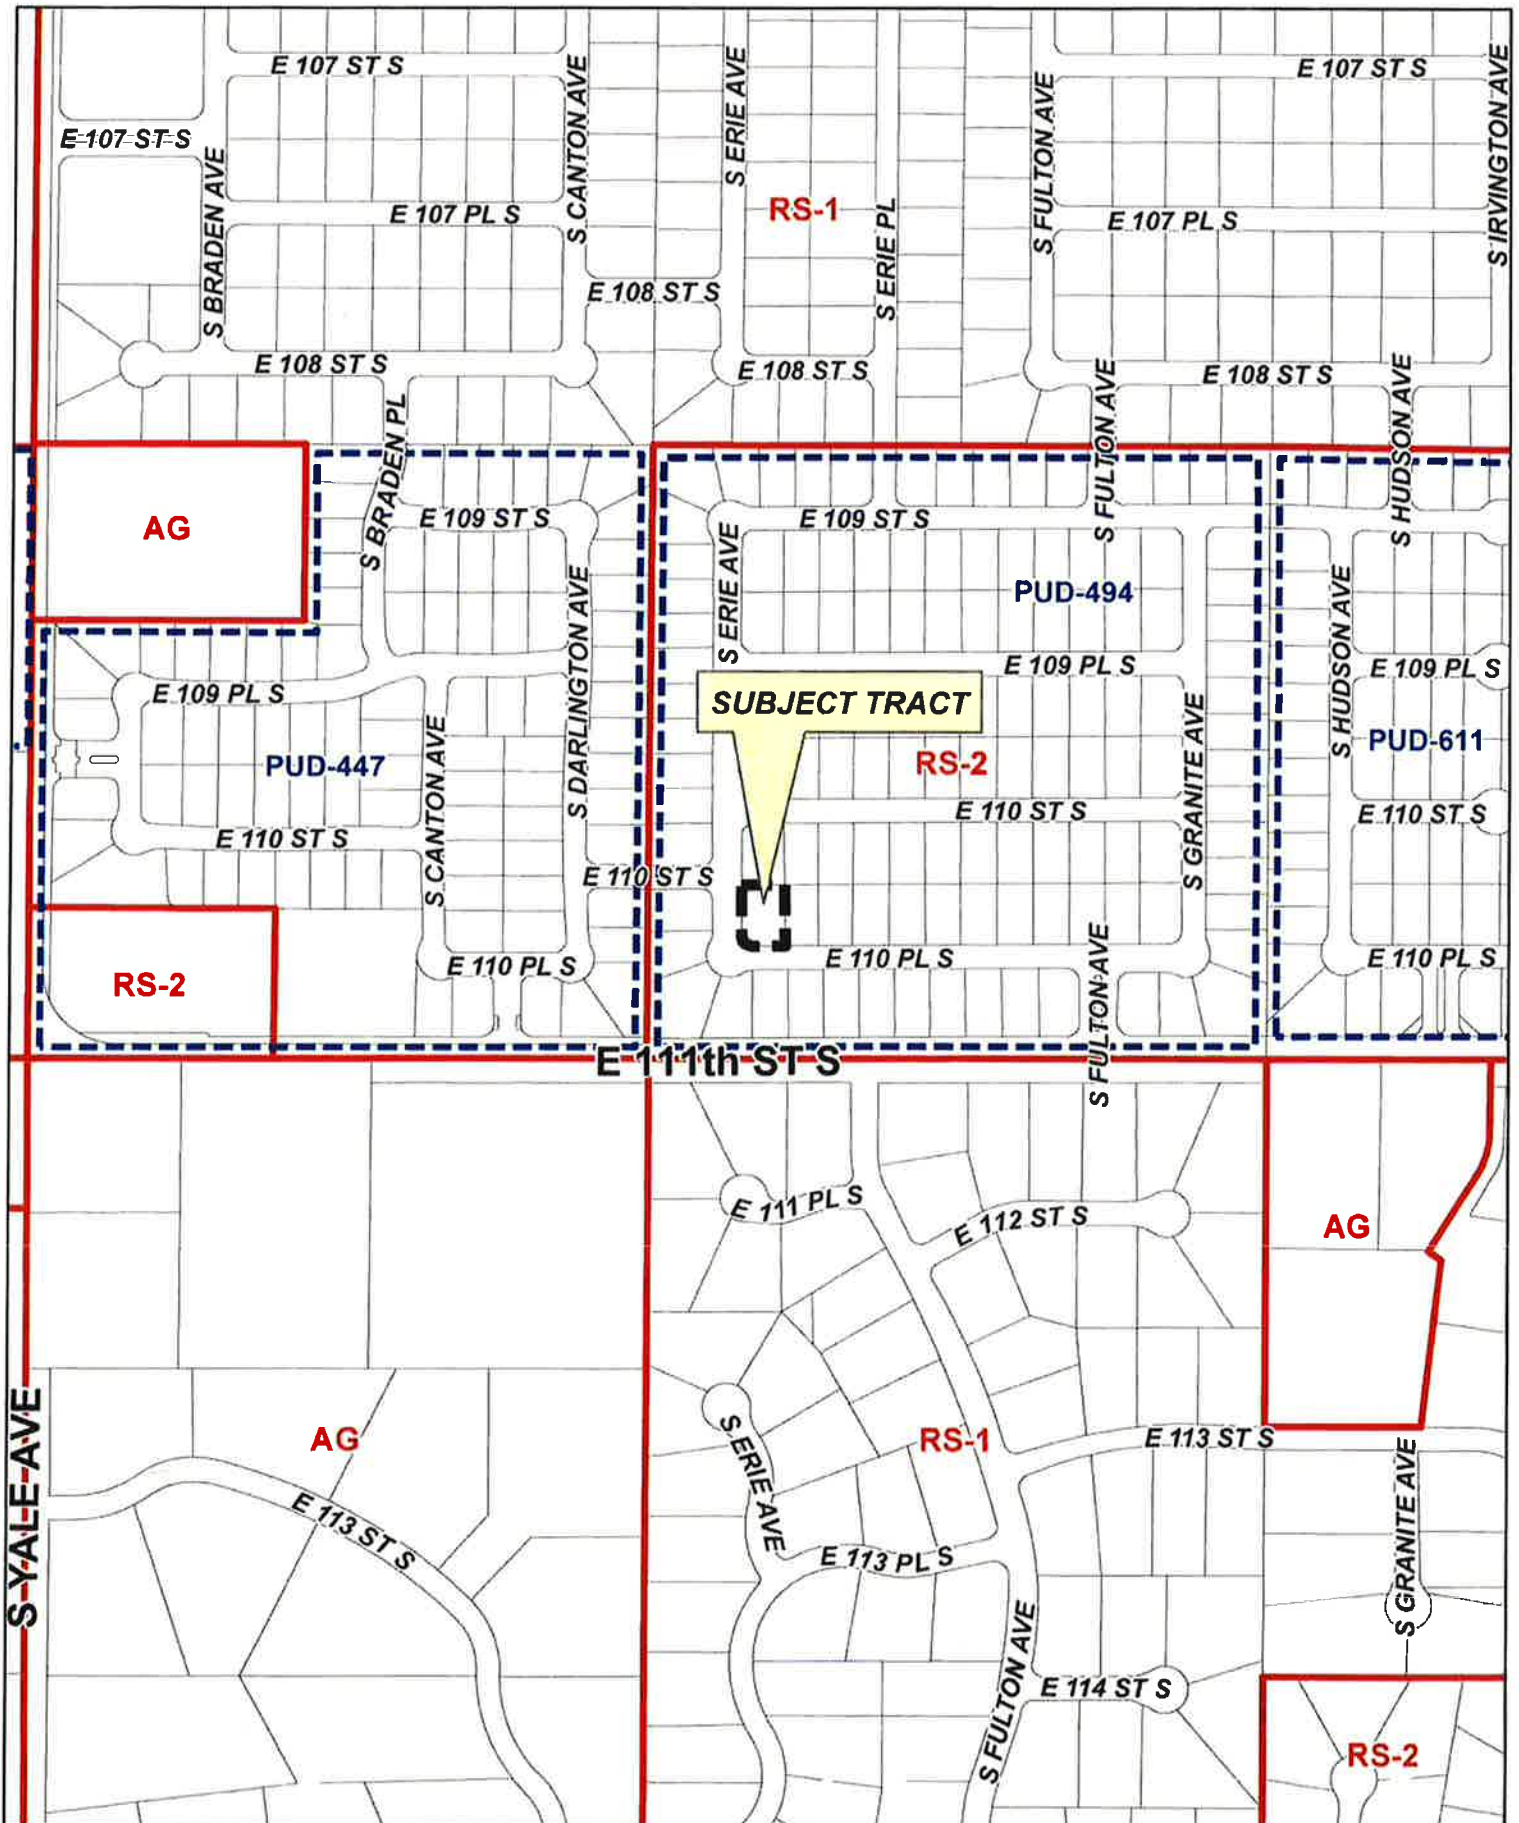 E 107 ST S
E 107 ST S
E 107 ST S
S BRADEN AVE
S CANTON AVE
S ERIE AVE
S FULTON AVE
S IRVINGTON AVE
E 107 PL S
RS-1
S ERIE PL
E 107 PL S
E 108 ST S
E 108 ST S
E 108 ST S
E 108 ST S
S BRADEN PL
S FULTON AVE
S HUDSON AVE
AG
E 109 ST S
E 109 ST S
S ERIE AVE
PUD-494
S DARLINGTON AVE
S HUDSON AVE
E 109 PL S
E 109 PL S
E 109 PL S
SUBJECT TRACT
S CANTON AVE
S GRANITE AVE
PUD-447
RS-2
PUD-611
E 110 ST S
E 110 ST S
E 110 ST S
E 110 ST S
RS-2
E 110 PL S
E 110 PL S
E 110 PL S
S FULTON AVE
E 111th ST S
E 111 PL S
E 112 ST S
AG
S YALE AVE
AG
S ERIE AVE
RS-1
E 113 ST S
E 113 ST S
S GRANITE AVE
E 113 PL S
S FULTON AVE
E 114 ST S
RS-2